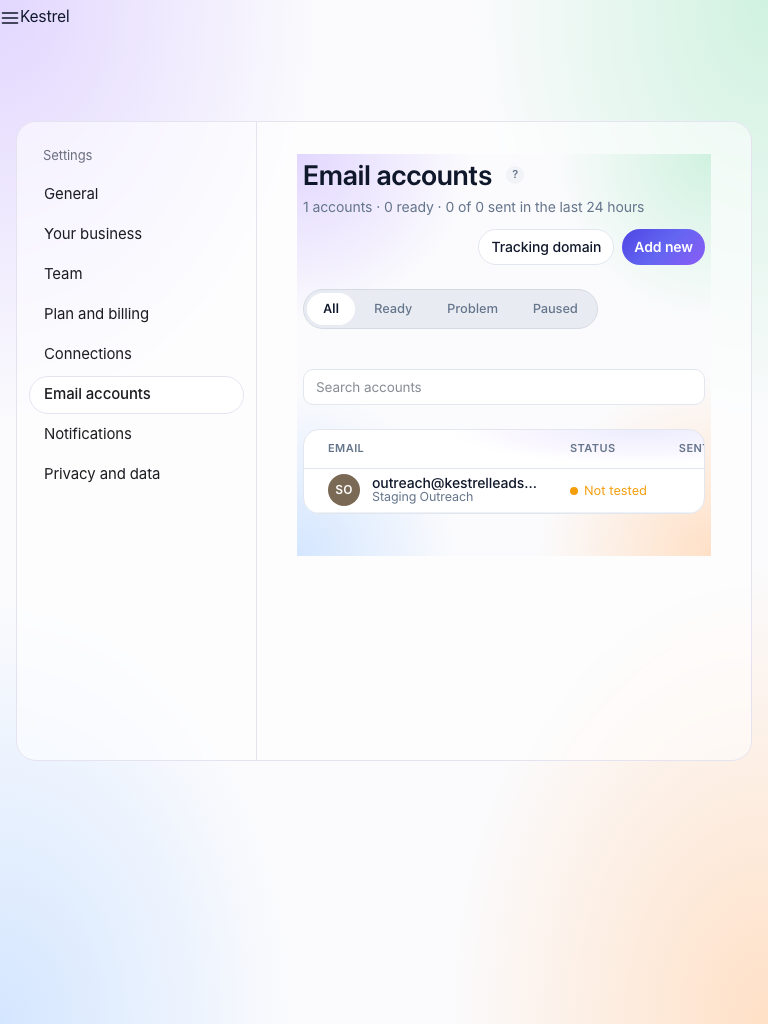 Kestrel
Settings
General
Your business
Team
Plan and billing
Connections
Email accounts
Notifications
Privacy and data
Email accounts ?
1 accounts · 0 ready · 0 of 0 sent in the last 24 hours
Tracking domain Add new
All Ready Problem Paused
Search accounts
EMAIL STATUS SENT
SO outreach@kestrelleads... Not tested
Staging Outreach